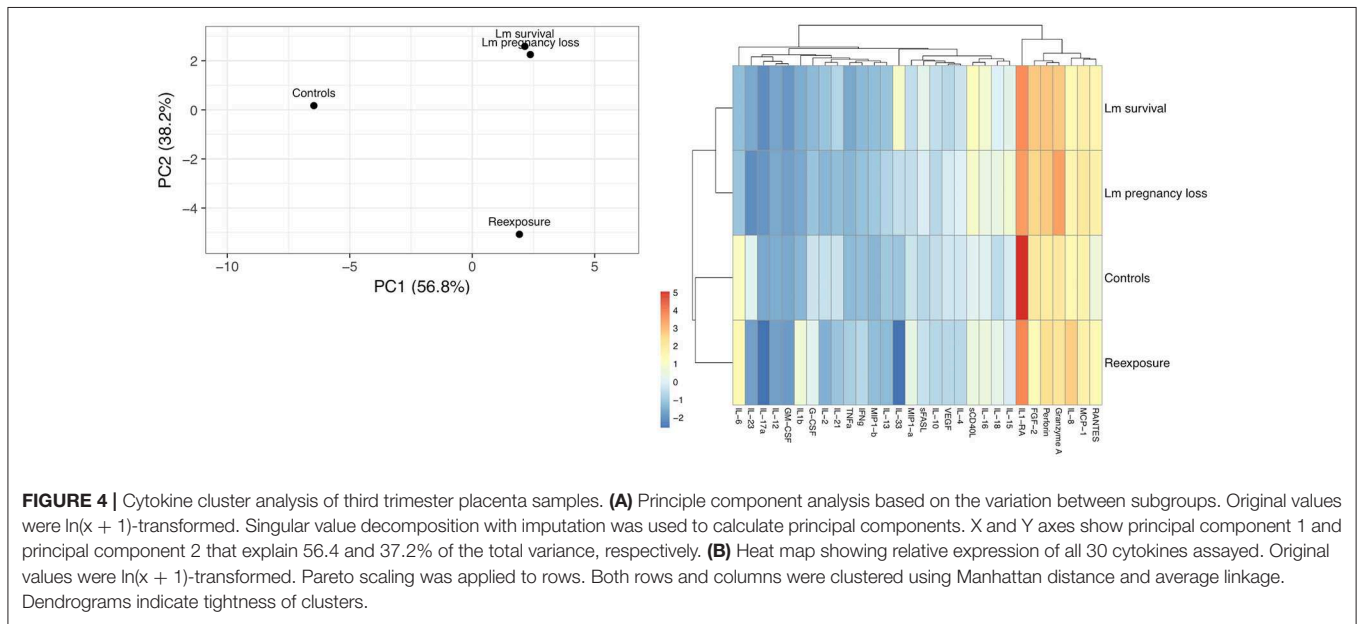 Lm survival
Lm pregnancy loss
Controls
Reexposure
2
0
−2
−4
−10
−5
0
5
PC2 (38.2%)
PC1 (56.8%)
Lm survival
Lm pregnancy loss
Controls
Reexposure
5
4
3
2
1
0
−1
−2
IL−6
IL−23
IL−17a
IL−12
GM−CSF
IL1b
G−CSF
IL−2
IL−21
TNFa
IFNg
MIP1−b
IL−13
IL−33
MIP1−a
sFASL
IL−10
VEGF
IL−4
sCD40L
IL−16
IL−18
IL−15
IL1−RA
FGF−2
Perforin
Granzyme A
IL−8
MCP−1
RANTES
FIGURE 4 | Cytokine cluster analysis of third trimester placenta samples. (A) Principle component analysis based on the variation between subgroups. Original values
were ln(x + 1)-transformed. Singular value decomposition with imputation was used to calculate principal components. X and Y axes show principal component 1 and
principal component 2 that explain 56.4 and 37.2% of the total variance, respectively. (B) Heat map showing relative expression of all 30 cytokines assayed. Original
values were ln(x + 1)-transformed. Pareto scaling was applied to rows. Both rows and columns were clustered using Manhattan distance and average linkage.
Dendrograms indicate tightness of clusters.